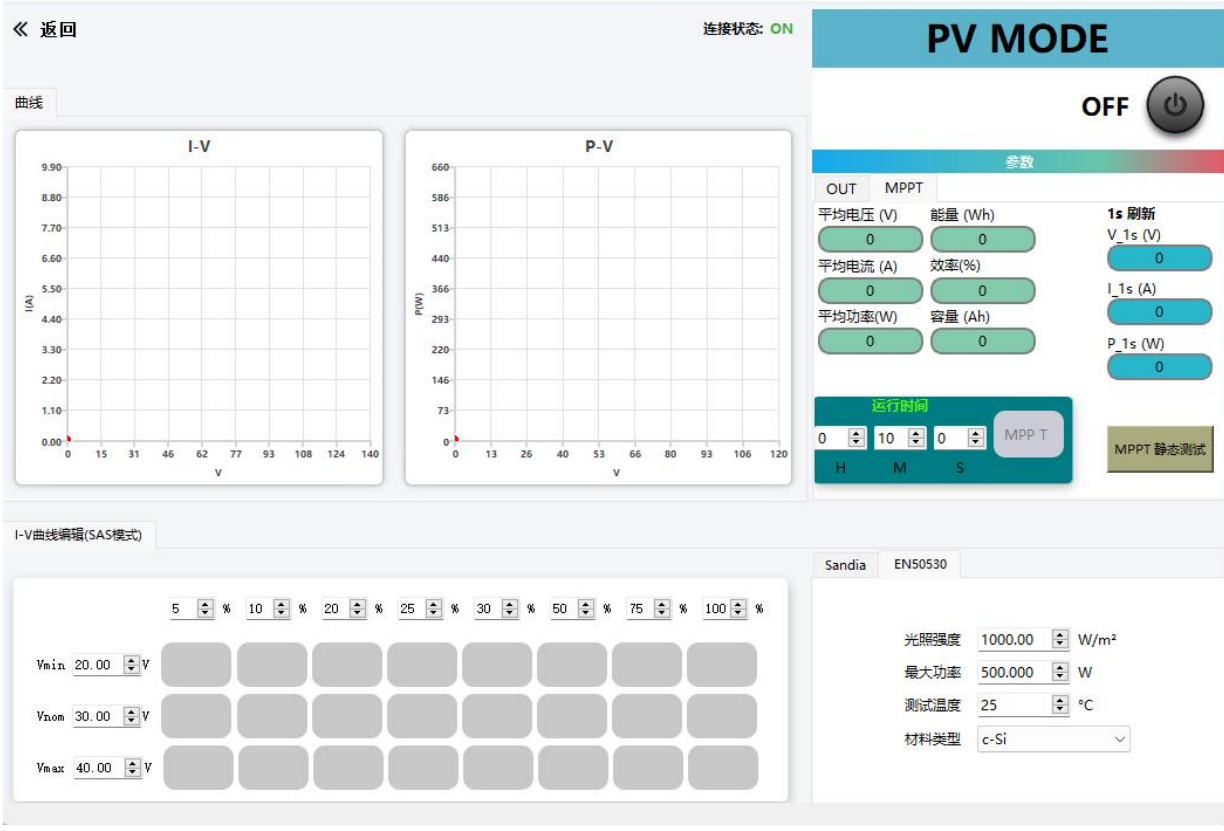 返回
连接状态: ON
PV MODE
OFF
曲线
I-V
9.90
8.80
7.70
6.60
5.50
4.40
3.30
2.20
1.10
0.00
I(A)
0 15 31 46 62 77 93 108 124 140
V
P-V
660
586
513
440
366
293
220
146
73
0
P(W)
0 13 26 40 53 66 80 93 106 120
V
参数
OUT MPPT
平均电压 (V) 能量 (Wh)
0 0
平均电流 (A) 效率(%)
0 0
平均功率(W) 容量 (Ah)
0 0
1s 刷新
V_1s (V)
0
I_1s (A)
0
P_1s (W)
0
运行时间
0 10 0 MPP T
H M S
MPPT 静态测试
I-V曲线编辑(SAS模式)
5 % 10 % 20 % 25 % 30 % 50 % 75 % 100 %
Vmin 20.00 V
Vnom 30.00 V
Vmax 40.00 V
Sandia EN50530
光照强度 1000.00 W/m²
最大功率 500.000 W
测试温度 25 °C
材料类型 c-Si